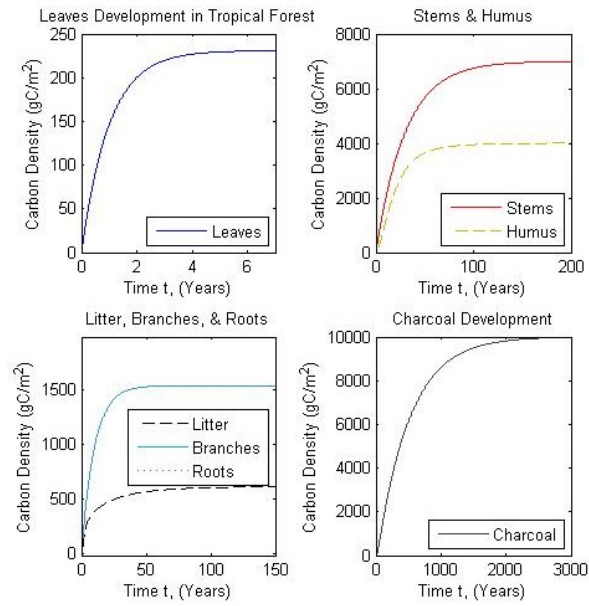 Leaves Development in Tropical Forest
Carbon Density (gC/m²)
250
200
150
100
50
0
Leaves
0 2 4 6
Time t, (Years)
Stems & Humus
Carbon Density (gC/m²)
8000
6000
4000
2000
0
Stems
Humus
0 100 200
Time t, (Years)
Litter, Branches, & Roots
Carbon Density (gC/m²)
1500
1000
500
0
Litter
Branches
Roots
0 50 100 150
Time t, (Years)
Charcoal Development
Carbon Density (gC/m²)
10000
8000
6000
4000
2000
0
Charcoal
0 1000 2000 3000
Time t, (Years)